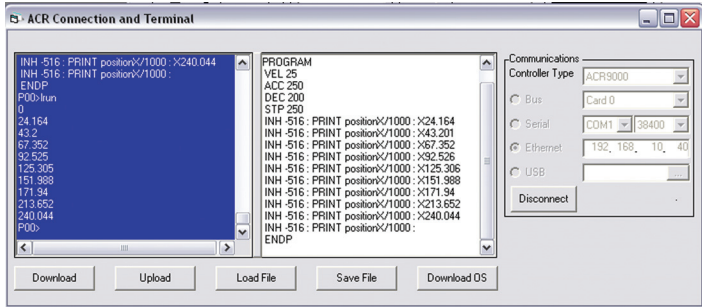 ACR Connection and Terminal
INH -516 : PRINT positionX/1000 : X240.044
INH -516 : PRINT positionX/1000 :
ENDP
P00>lrun
0
24.164
43.2
67.352
92.525
125.305
151.988
171.94
213.652
240.044
P00>
PROGRAM
VEL 25
ACC 250
DEC 200
STP 250
INH -516 : PRINT positionX/1000 : X24.164
INH -516 : PRINT positionX/1000 : X43.201
INH -516 : PRINT positionX/1000 : X67.352
INH -516 : PRINT positionX/1000 : X92.526
INH -516 : PRINT positionX/1000 : X125.306
INH -516 : PRINT positionX/1000 : X151.988
INH -516 : PRINT positionX/1000 : X171.94
INH -516 : PRINT positionX/1000 : X213.652
INH -516 : PRINT positionX/1000 : X240.044
INH -516 : PRINT positionX/1000 :
ENDP
Communications
Controller Type ACR9000
Bus Card 0
Serial COM1 38400
Ethernet 192. 168. 10. 40
USB ...
Disconnect
Download Upload Load File Save File Download OS